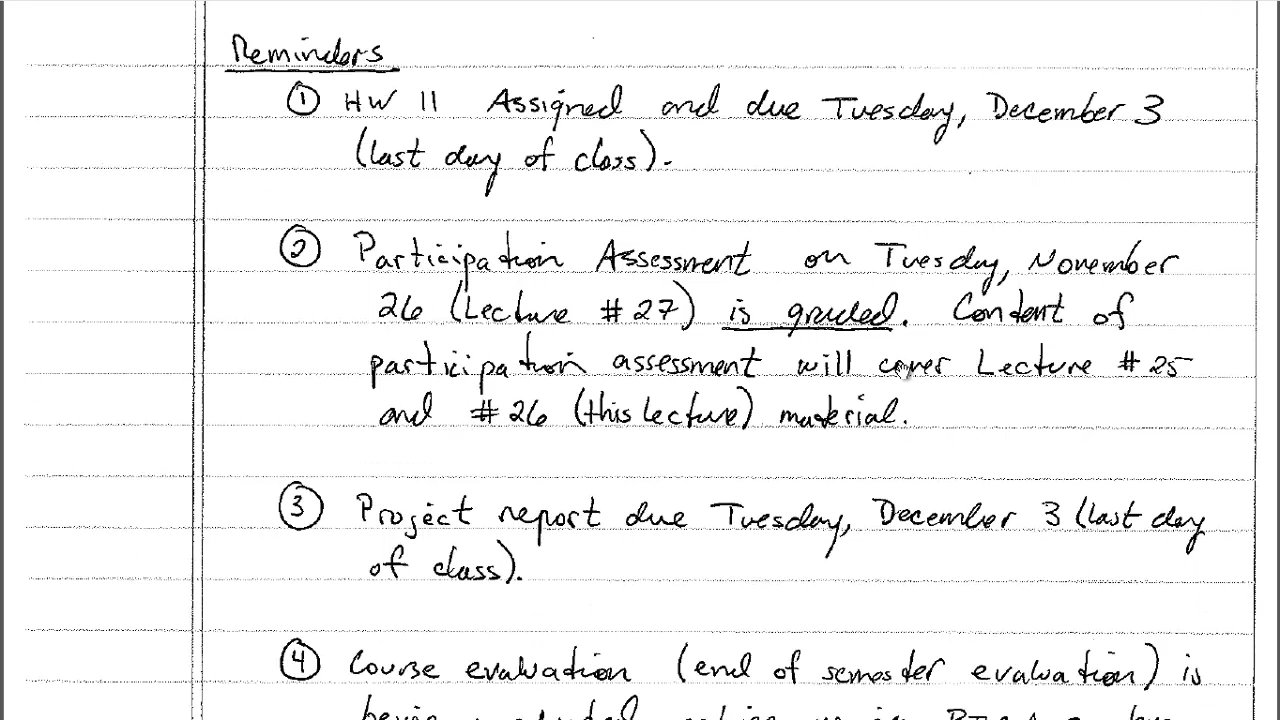 Reminders
① HW 11 Assigned and due Tuesday, December 3
(last day of class).
② Participation Assessment on Tuesday, November
26 (Lecture #27) is graded. Content of
participation assessment will cover Lecture #25
and #26 (this lecture) material.
③ Project report due Tuesday, December 3 (last day
of class).
④ Course evaluation (end of semester evaluation) is
being